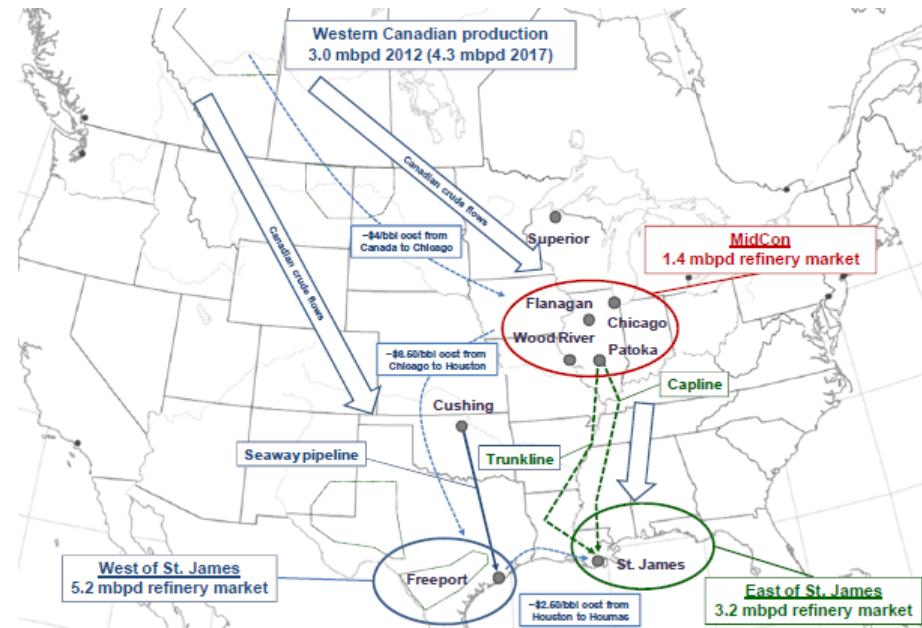 Western Canadian production
3.0 mbpd 2012 (4.3 mbpd 2017)
Canadian crude flows
Canadian crude flows
~$4/bbl cost from
Canada to Chicago
Superior
MidCon
1.4 mbpd refinery market
Flanagan
Chicago
Wood River
Patoka
~$6.50/bbl cost from
Chicago to Houston
Capline
Cushing
Seaway pipeline
Trunkline
West of St. James
5.2 mbpd refinery market
Freeport
St. James
~$2.50/bbl cost from
Houston to Houmas
East of St. James
3.2 mbpd refinery market